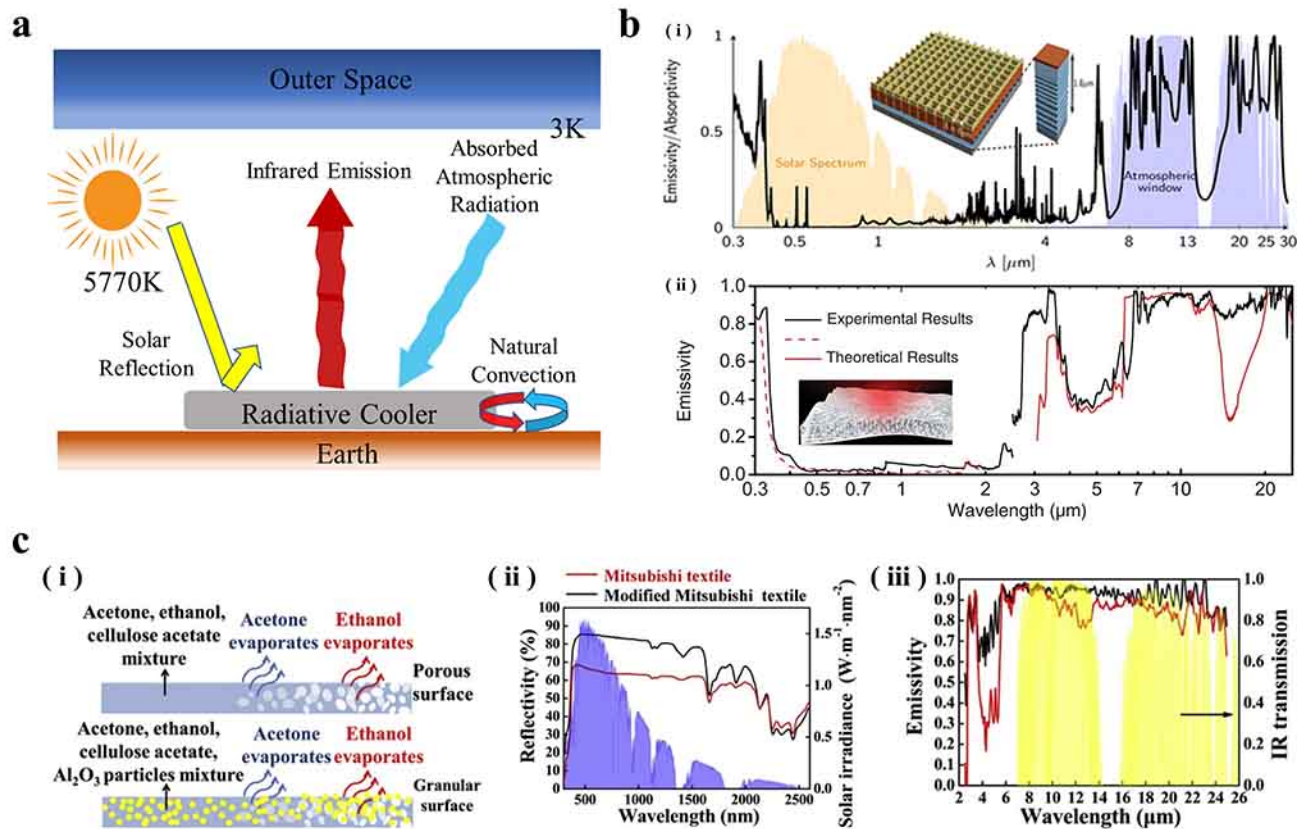 a
Outer Space
3K
Infrared Emission
Absorbed
Atmospheric
Radiation
5770K
Solar
Reflection
Natural
Convection
Radiative Cooler
Earth
b
( i )
1
0.5
0
Emissivity/Absorptivity
Solar Spectrum
1.8μm
Atmospheric
window
0.3 0.5 1 4 8 13 20 25 30
λ [μm]
( ii )
1.0
0.8
0.6
0.4
0.2
0.0
Emissivity
Experimental Results
Theoretical Results
0.3 0.5 0.7 1 2 3 5 7 10 20
Wavelength (μm)
c
( i )
Acetone, ethanol,
cellulose acetate
mixture
Acetone
evaporates
Ethanol
evaporates
Porous
surface
Acetone, ethanol,
cellulose acetate,
Al2O3 particles mixture
Acetone
evaporates
Ethanol
evaporates
Granular
surface
( ii )
Mitsubishi textile
Modified Mitsubishi textile
100
90
80
70
60
50
40
30
20
10
0
Reflectivity (%)
1.5
1.0
0.5
0.0
Solar irradiance (W·m⁻²·nm⁻²)
500 1000 1500 2000 2500
Wavelength (nm)
( iii )
1.0
0.9
0.8
0.7
0.6
0.5
0.4
0.3
0.2
0.1
0.0
Emissivity
1.0
0.8
0.6
0.4
0.2
0.0
IR transmission
2 4 6 8 10 12 14 16 18 20 22 24 26
Wavelength (μm)